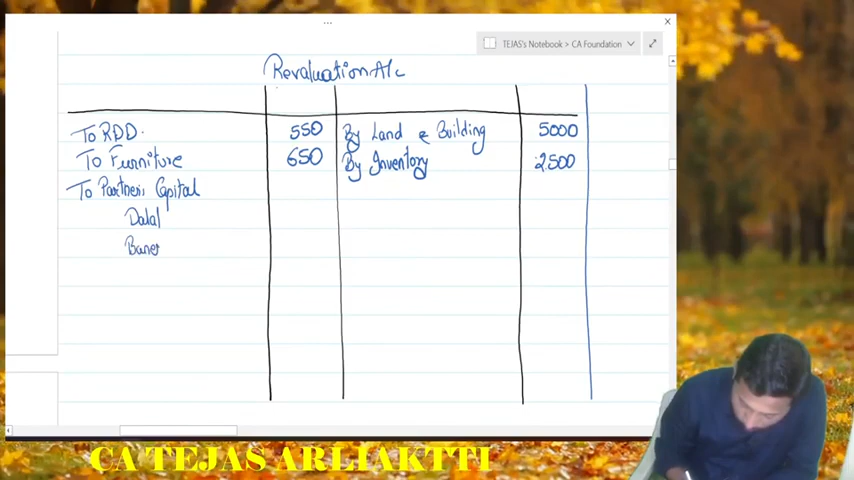 TEJAS's Notebook > CA Foundation
Revaluation A/c
To RDD. 550 By Land & Building 5000
To Furniture 650 By Inventory 2500
To Partners Capital
Dalal
Baner
CA TEJAS ARLIAKTTI